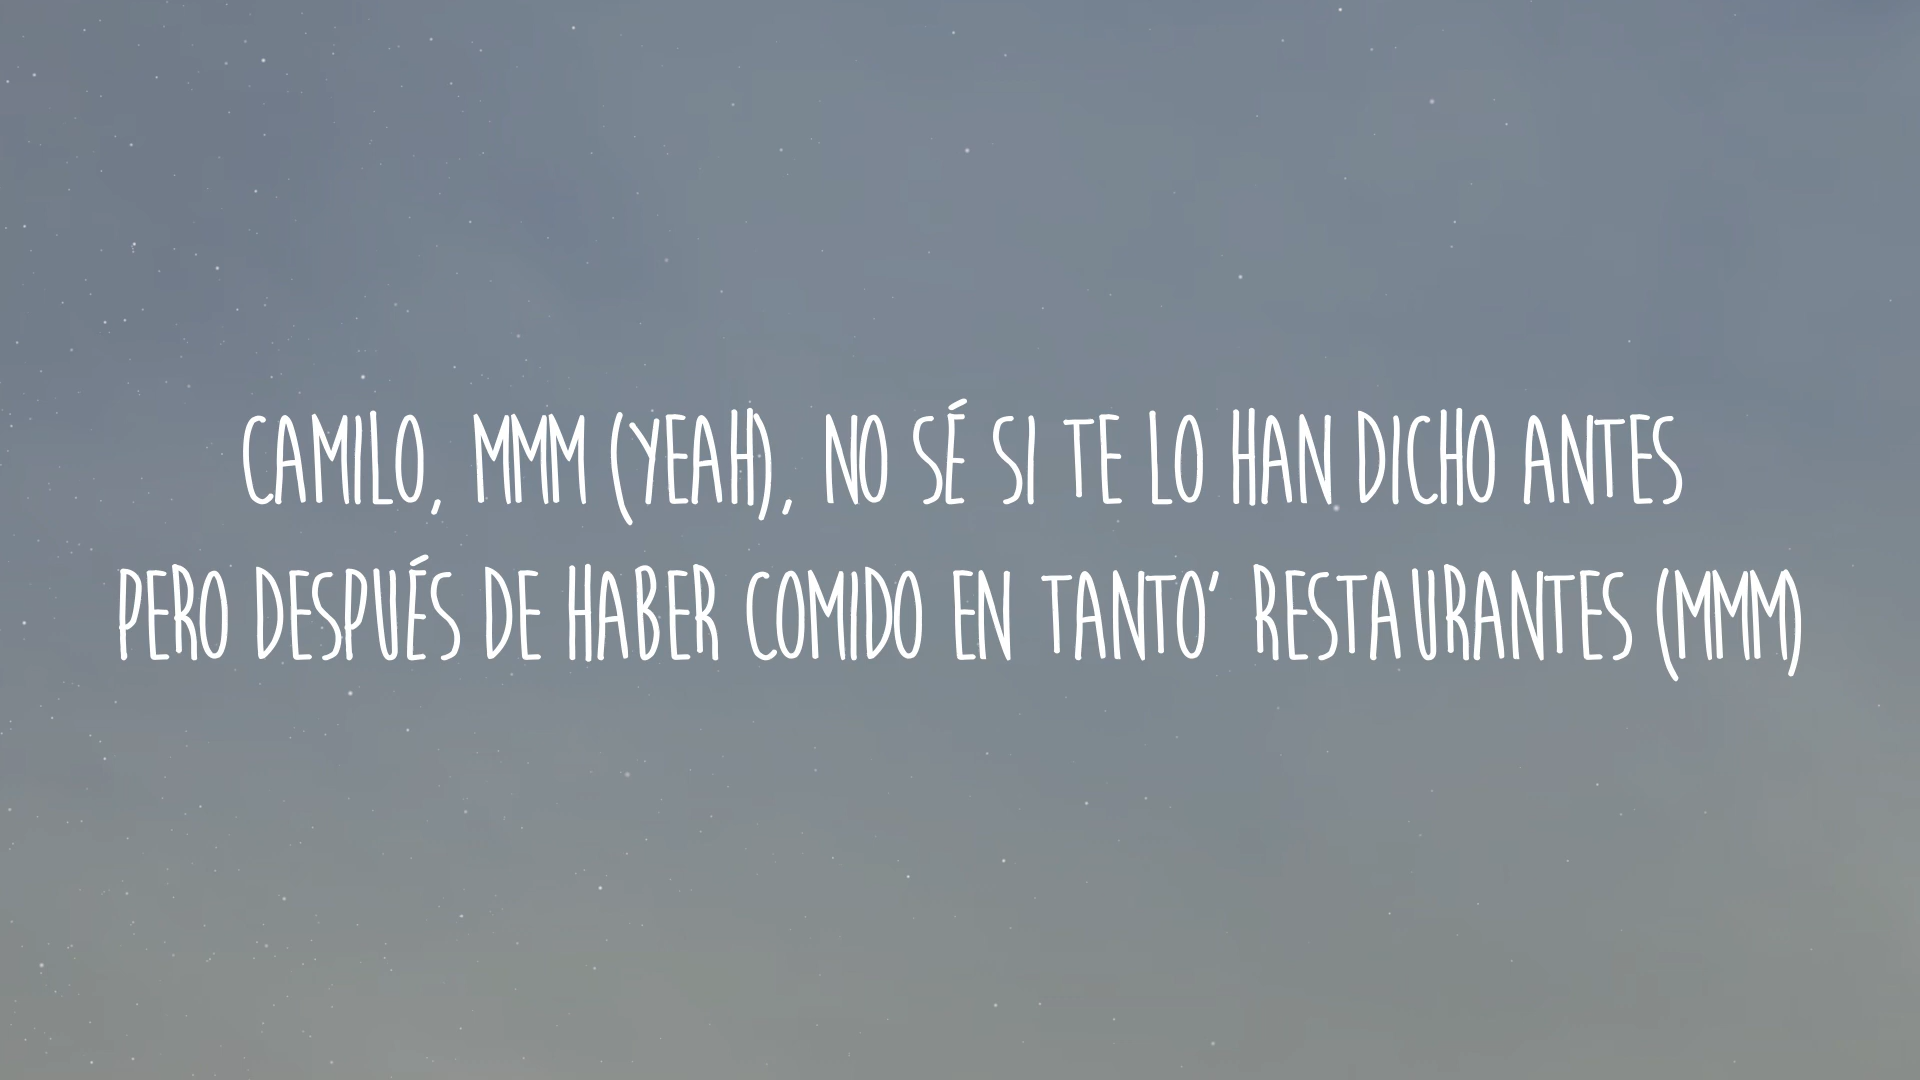 CAMILO, MMM (YEAH), NO SÉ SI TE LO HAN DICHO ANTES
PERO DESPUÉS DE HABER COMIDO EN TANTO' RESTAURANTES (MMM)